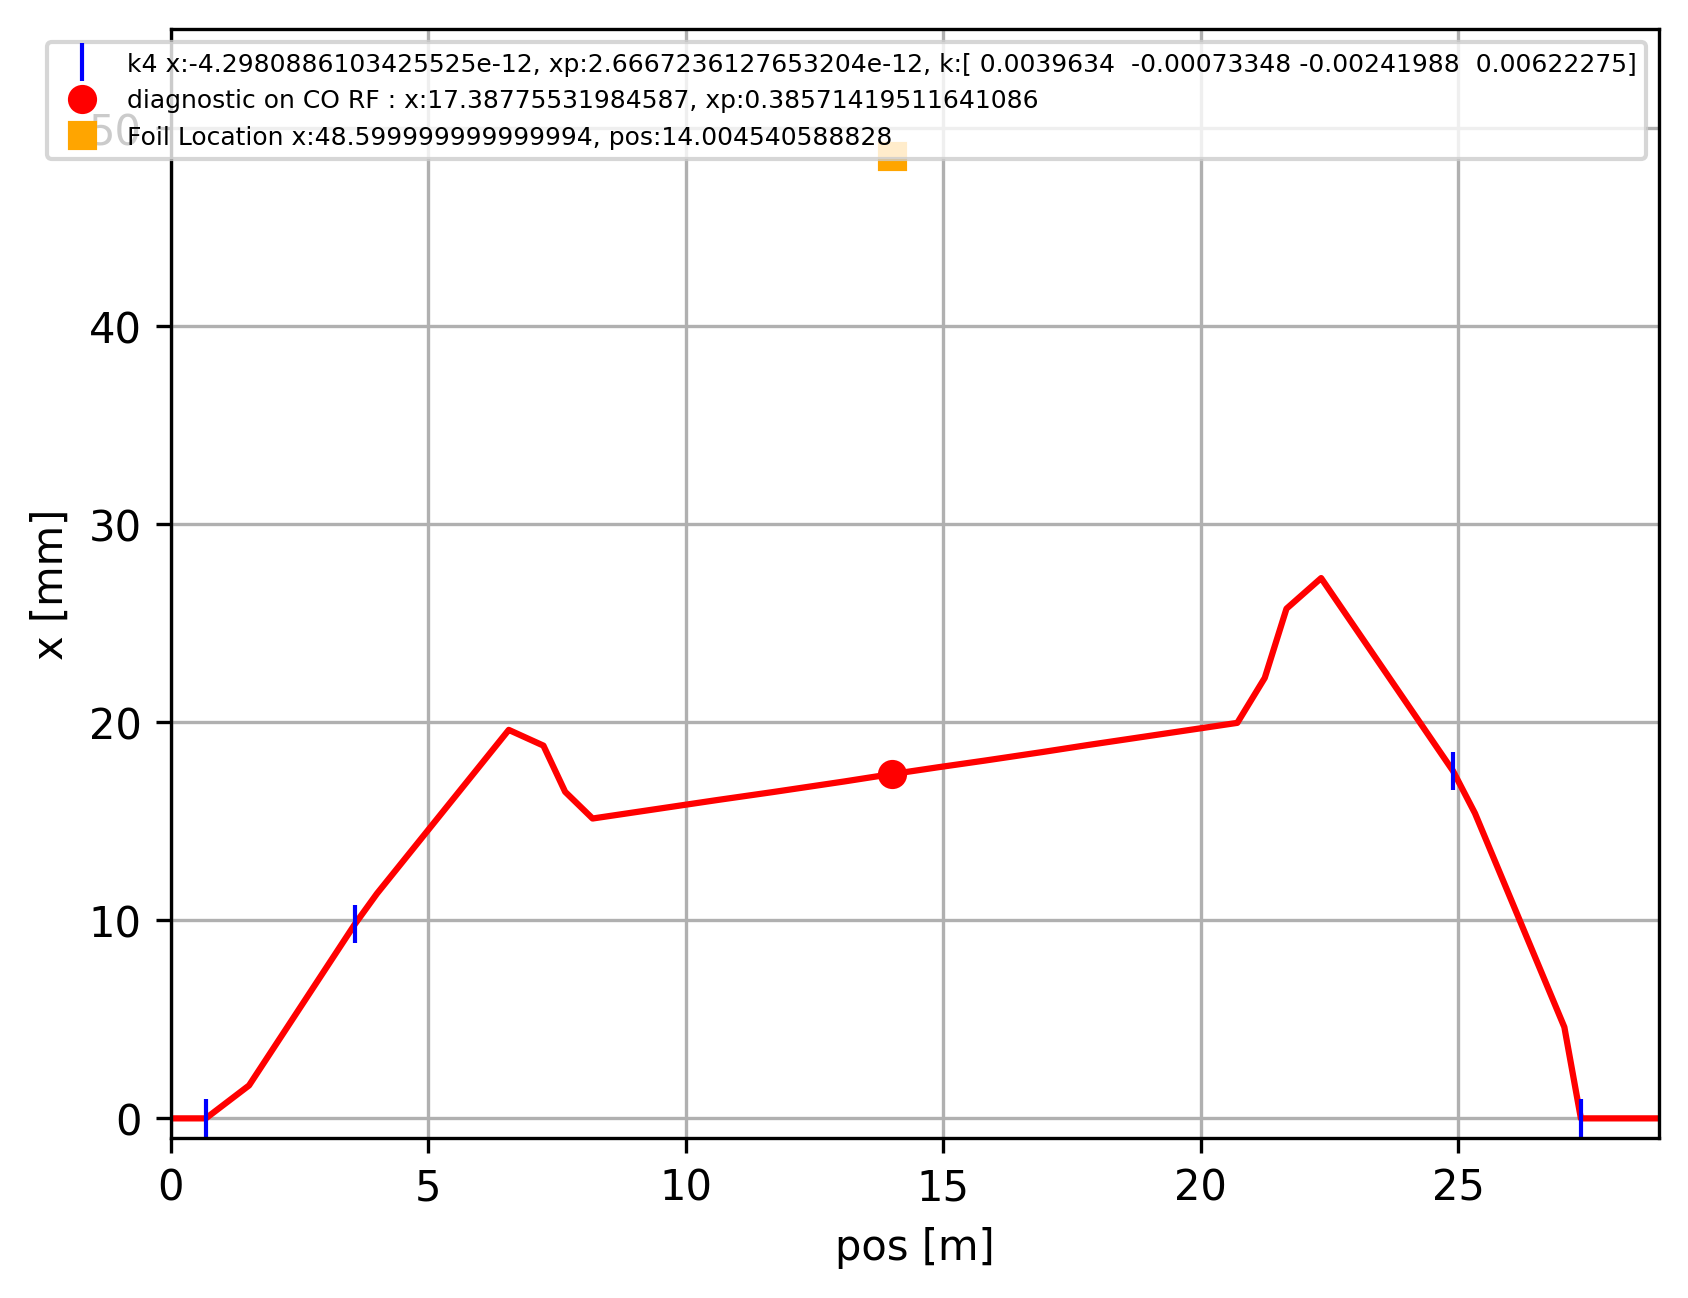 k4 x:-4.2980886103425525e-12, xp:2.6667236127653204e-12, k:[ 0.0039634  -0.00073348 -0.00241988  0.00622275]
diagnostic on CO RF : x:17.38775531984587, xp:0.38571419511641086
Foil Location x:48.599999999999994, pos:14.004540588828
50
40
30
20
10
0
x [mm]
0 5 10 15 20 25
pos [m]